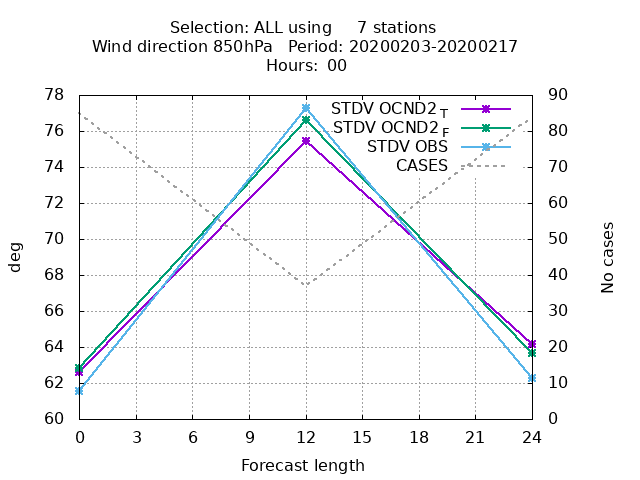 Selection: ALL using     7 stations
Wind direction 850hPa   Period: 20200203-20200217
Hours: 00
78 90
STDV OCND2 T
76 80
STDV OCND2 F
STDV OBS
74 70
CASES
72 60
70 50
deg
No cases
68 40
66 30
64 20
62 10
60 0
0 3 6 9 12 15 18 21 24
Forecast length